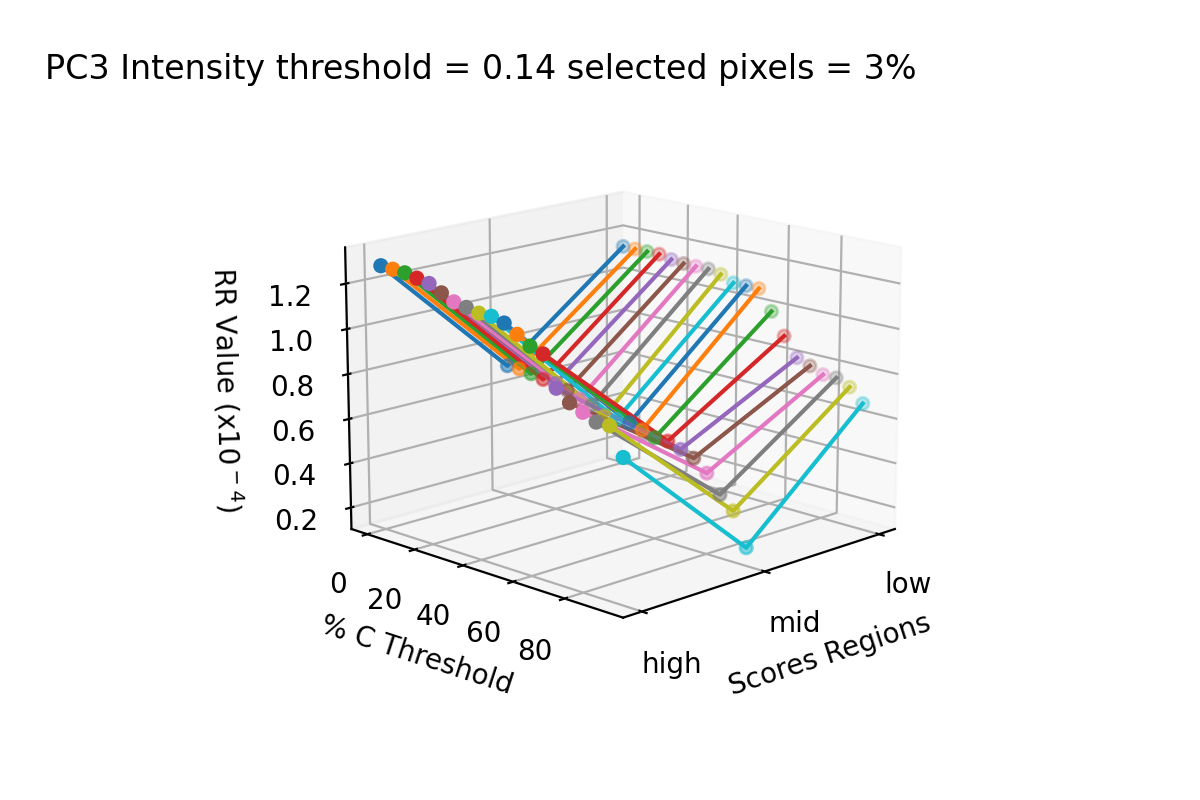 PC3 Intensity threshold = 0.14 selected pixels = 3%
RR Value (x10⁻⁴)
1.2
1.0
0.8
0.6
0.4
0.2
0
20
40
60
80
% C Threshold
high
mid
low
Scores Regions